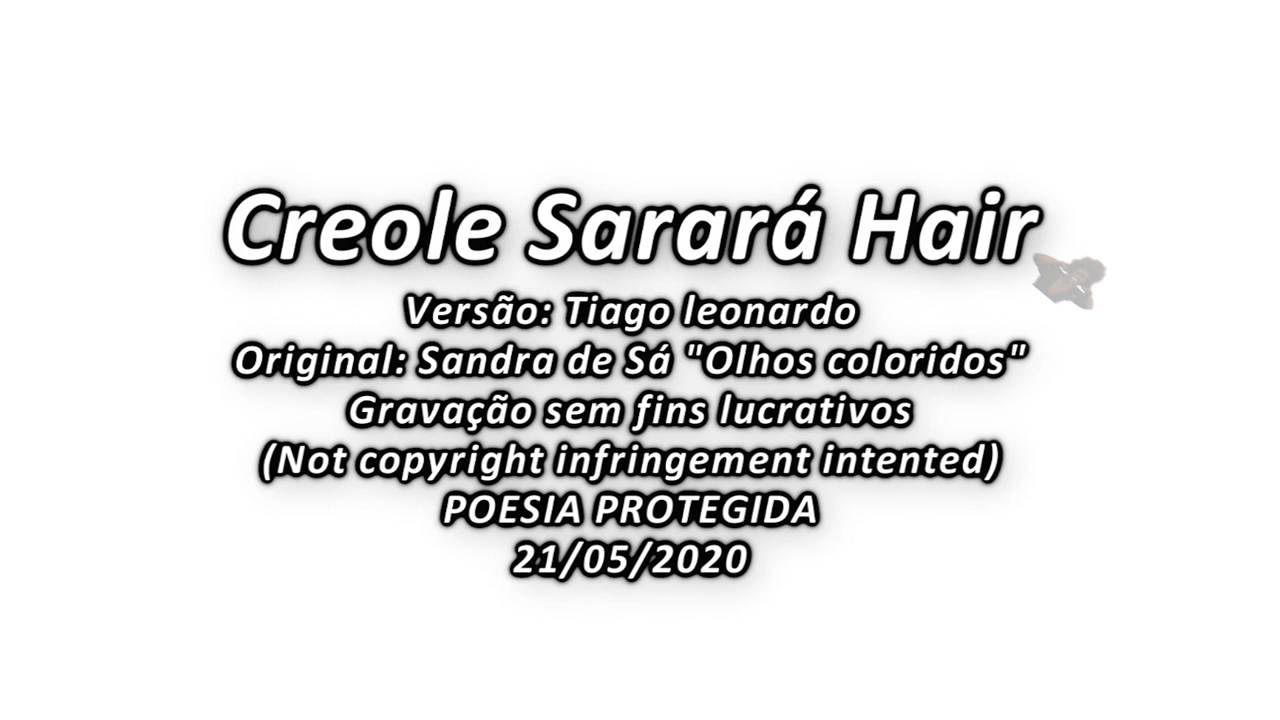 Creole Sarará Hair
Versão: Tiago leonardo
Original: Sandra de Sá "Olhos coloridos"
Gravação sem fins lucrativos
(Not copyright infringement intented)
POESIA PROTEGIDA
21/05/2020